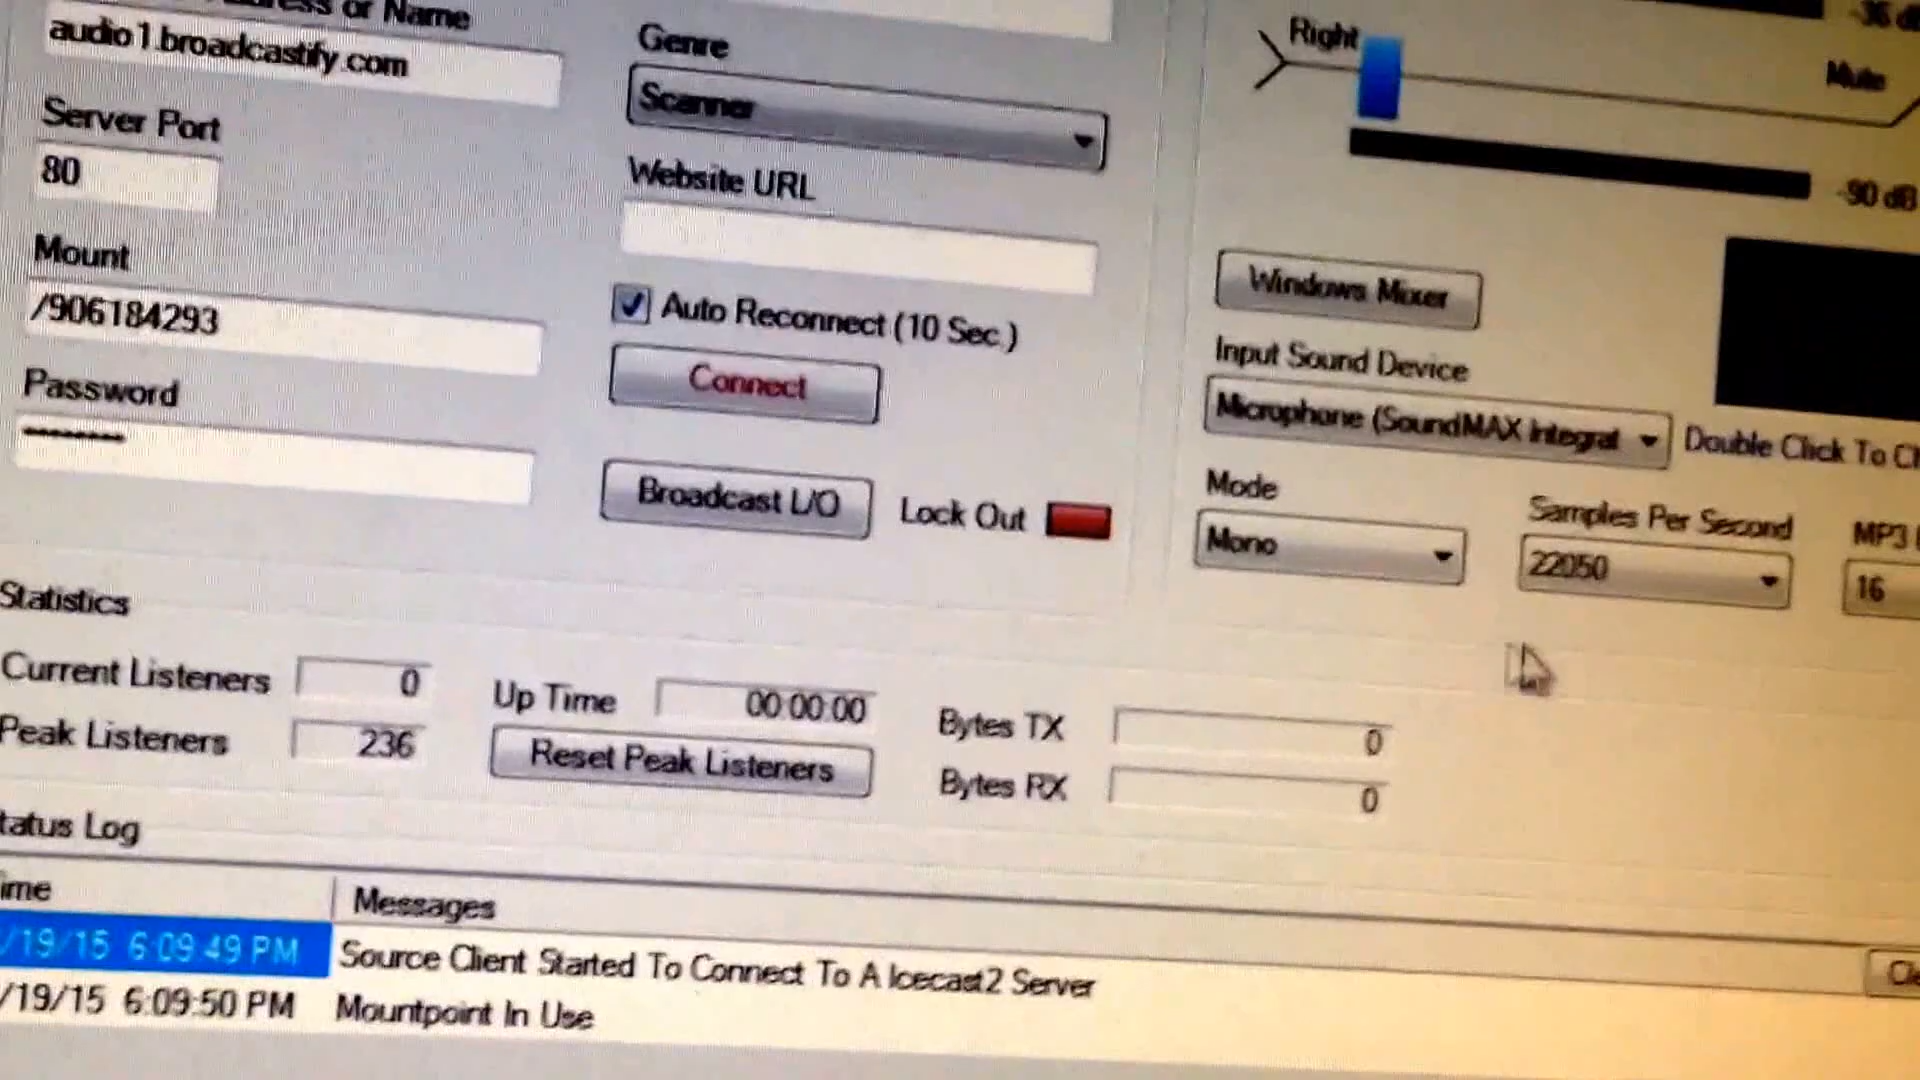 or Name
audio1.broadcastify.com
Server Port
80
Mount
/906184293
Password
Genre
Scanner
Website URL
Auto Reconnect (10 Sec.)
Connect
Broadcast I/O
Lock Out
Right
Mute
-36 dB
-90 dB
Windows Mixer
Input Sound Device
Microphone (SoundMAX Integrat
Double Click To
Mode
Mono
Samples Per Second
22050
MP3
16
Statistics
Current Listeners 0
Peak Listeners 236
Up Time 00:00:00
Reset Peak Listeners
Bytes TX 0
Bytes RX 0
tatus Log
ime Messages
/19/15 6:09:49 PM Source Client Started To Connect To A Icecast2 Server
/19/15 6:09:50 PM Mountpoint In Use